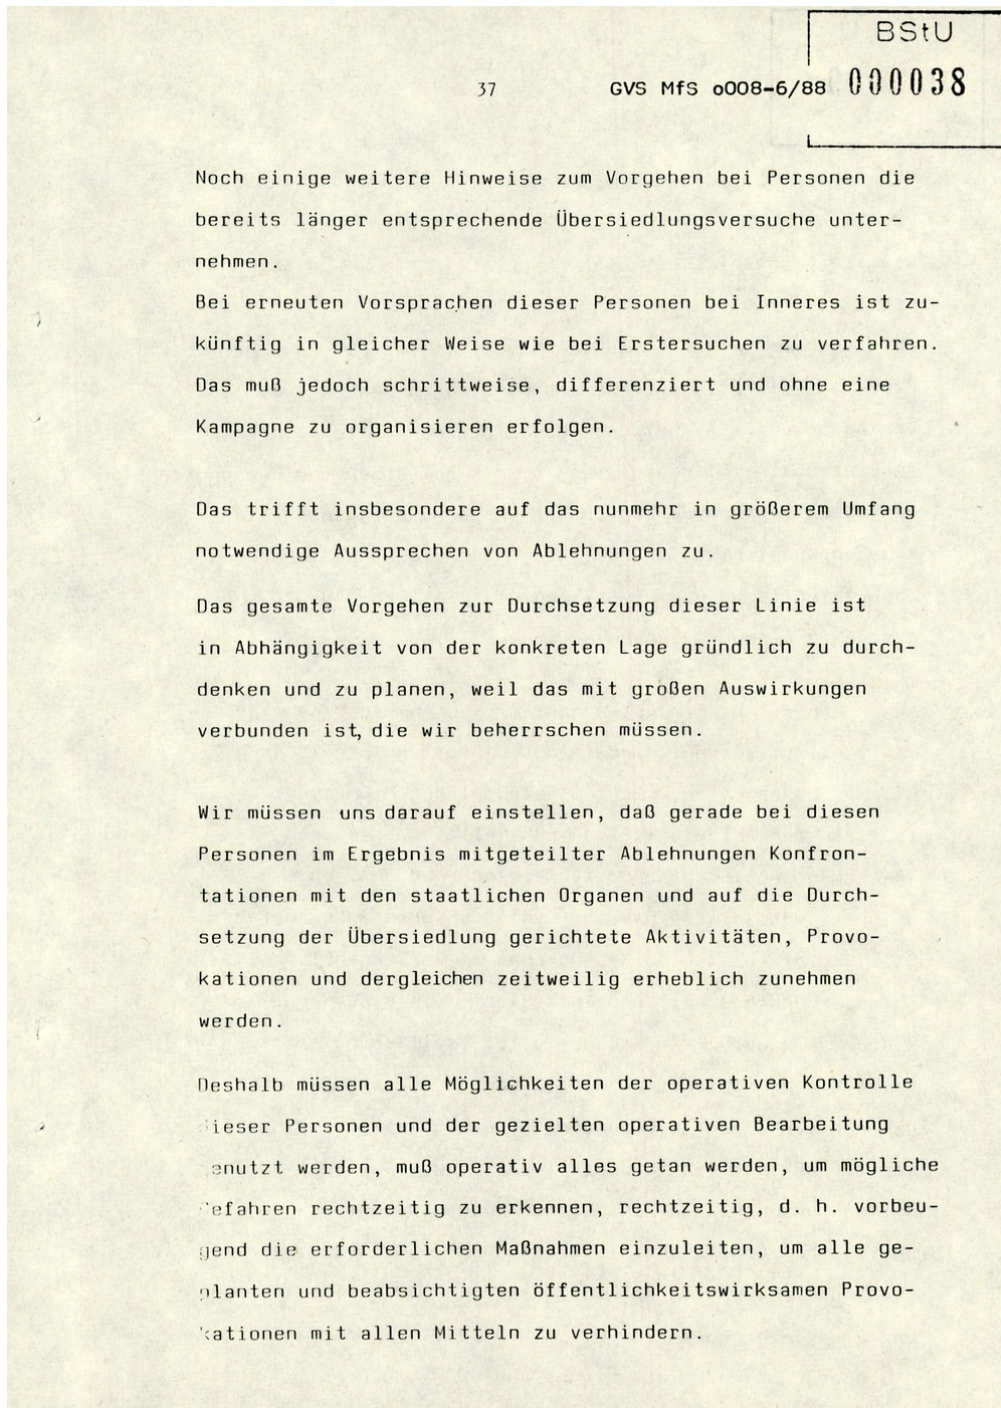 BStU
37 GVS MfS o008-6/88 000038
Noch einige weitere Hinweise zum Vorgehen bei Personen die
bereits länger entsprechende Übersiedlungsversuche unter-
nehmen.
Bei erneuten Vorsprachen dieser Personen bei Inneres ist zu-
künftig in gleicher Weise wie bei Erstersuchen zu verfahren.
Das muß jedoch schrittweise, differenziert und ohne eine
Kampagne zu organisieren erfolgen.
Das trifft insbesondere auf das nunmehr in größerem Umfang
notwendige Aussprechen von Ablehnungen zu.
Das gesamte Vorgehen zur Durchsetzung dieser Linie ist
in Abhängigkeit von der konkreten Lage gründlich zu durch-
denken und zu planen, weil das mit großen Auswirkungen
verbunden ist, die wir beherrschen müssen.
Wir müssen uns darauf einstellen, daß gerade bei diesen
Personen im Ergebnis mitgeteilter Ablehnungen Konfron-
tationen mit den staatlichen Organen und auf die Durch-
setzung der Übersiedlung gerichtete Aktivitäten, Provo-
kationen und dergleichen zeitweilig erheblich zunehmen
werden.
Deshalb müssen alle Möglichkeiten der operativen Kontrolle
dieser Personen und der gezielten operativen Bearbeitung
genutzt werden, muß operativ alles getan werden, um mögliche
Gefahren rechtzeitig zu erkennen, rechtzeitig, d. h. vorbeu-
gend die erforderlichen Maßnahmen einzuleiten, um alle ge-
planten und beabsichtigten öffentlichkeitswirksamen Provo-
kationen mit allen Mitteln zu verhindern.